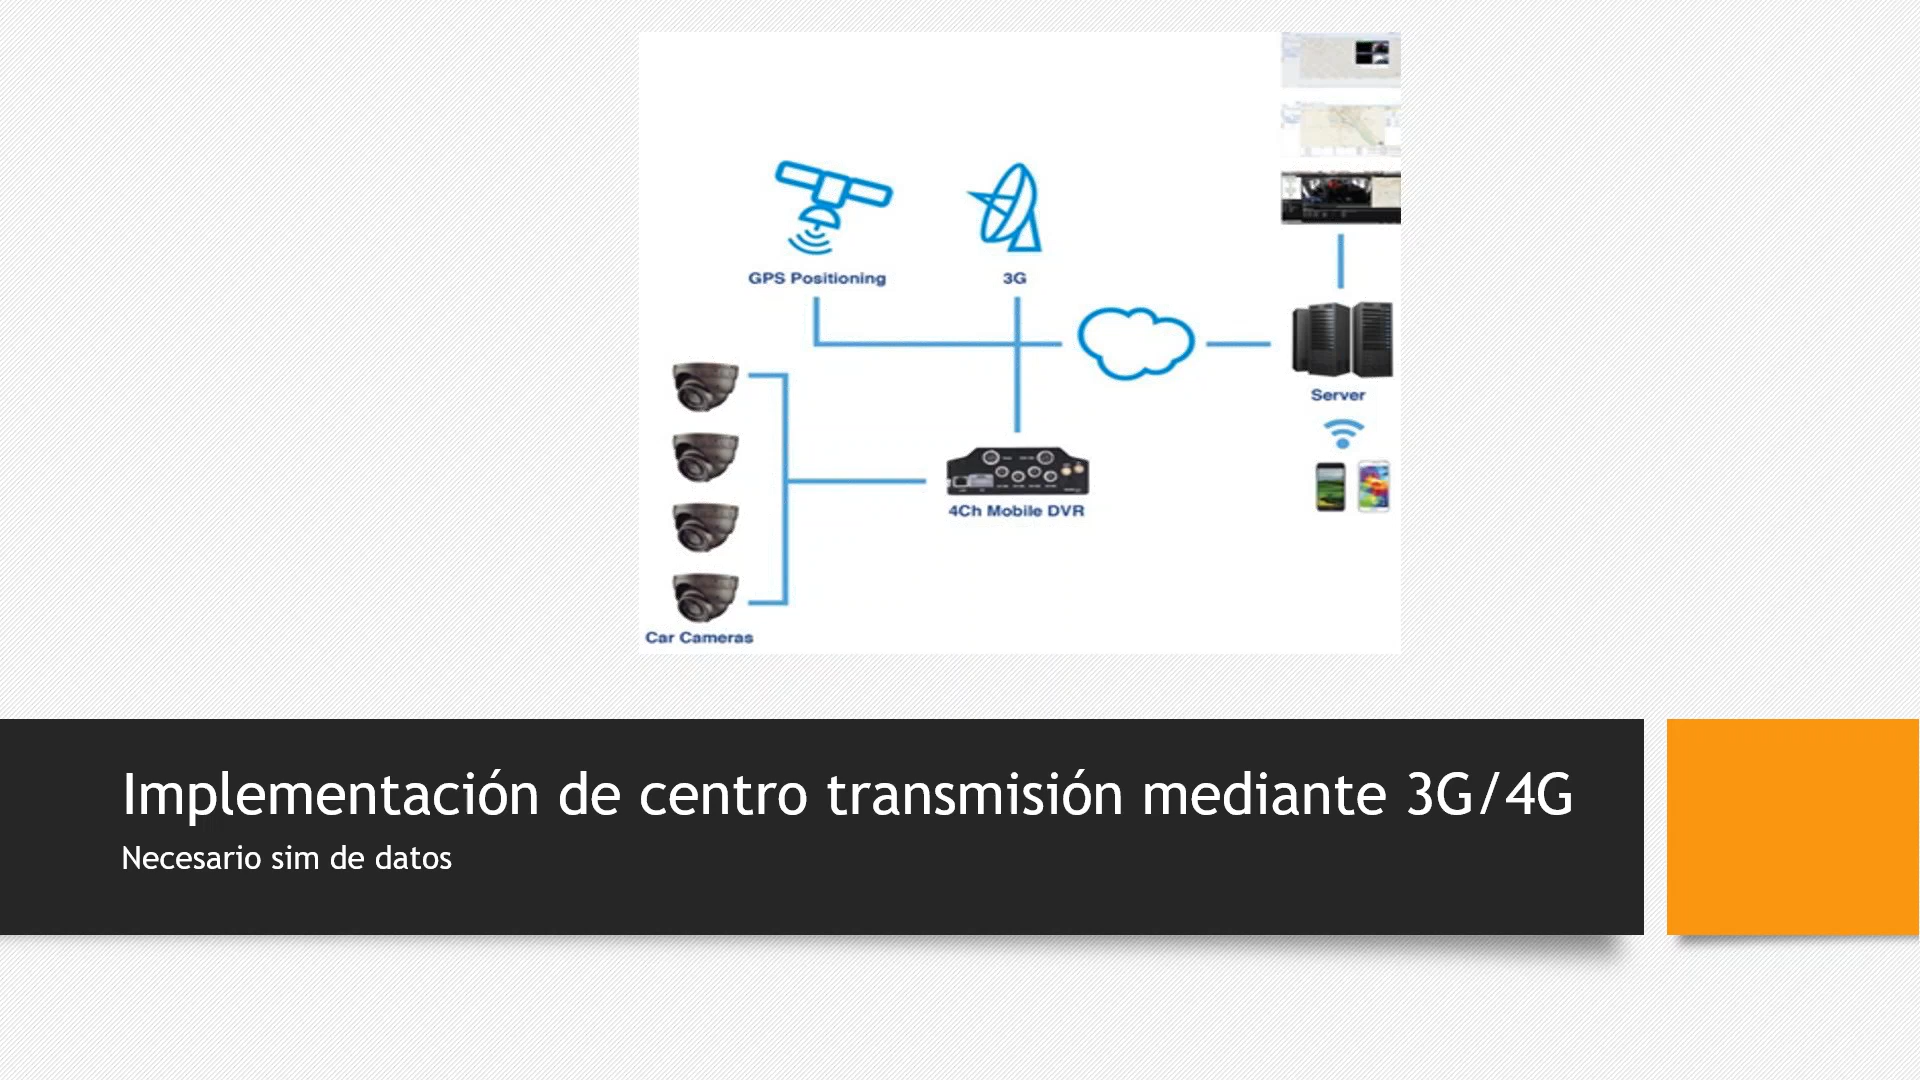 GPS Positioning
3G
Server
4Ch Mobile DVR
Car Cameras
Implementación de centro transmisión mediante 3G/4G
Necesario sim de datos